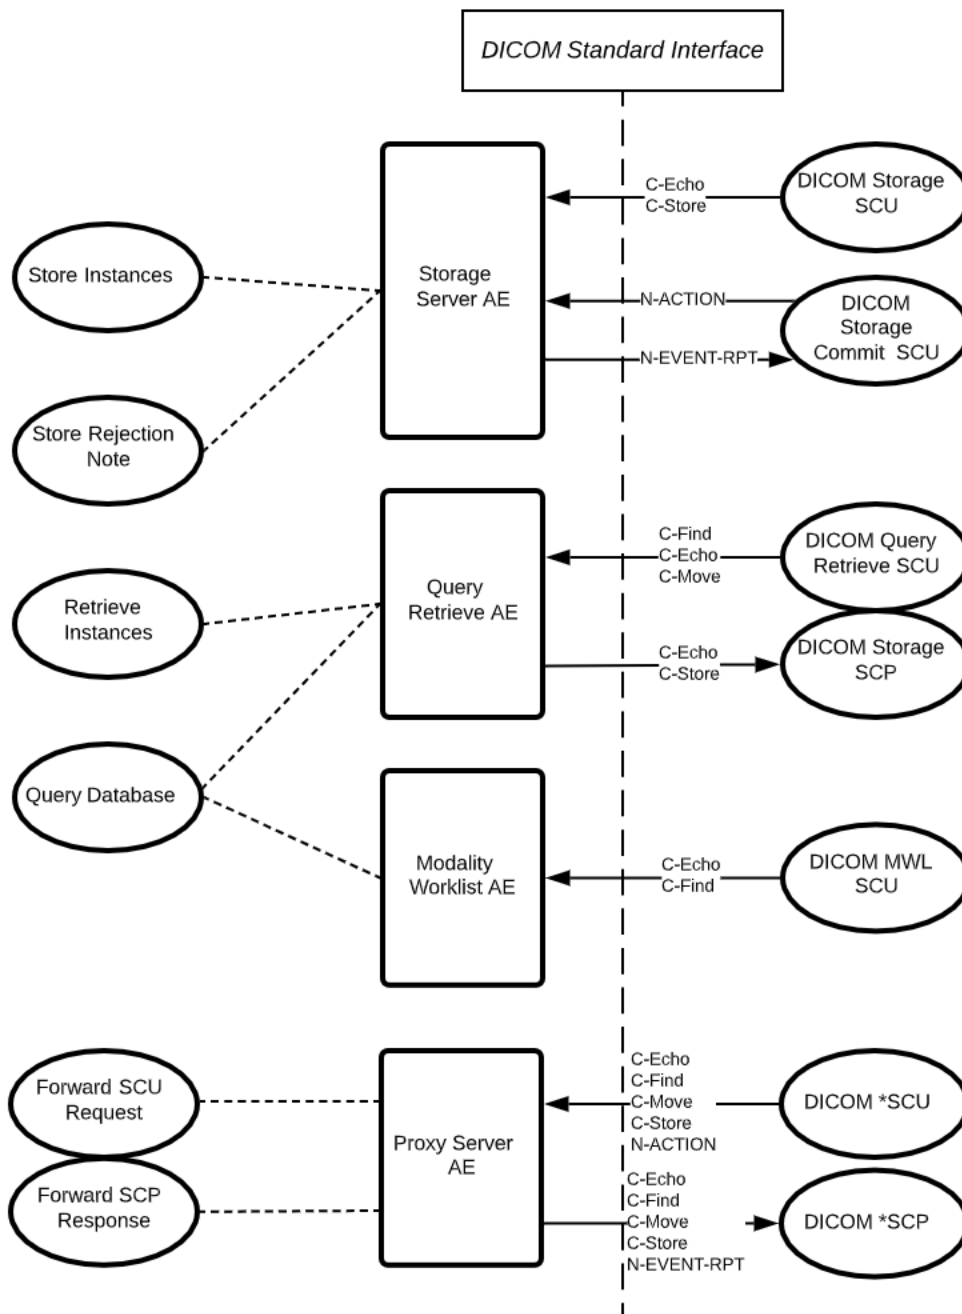 DICOM Standard Interface
C-Echo
C-Store
DICOM Storage
SCU
Store Instances
Storage
Server AE
N-ACTION
DICOM
Storage
Commit SCU
N-EVENT-RPT
Store Rejection
Note
C-Find
C-Echo
C-Move
DICOM Query
Retrieve SCU
Query
Retrieve AE
Retrieve
Instances
C-Echo
C-Store
DICOM Storage
SCP
Query Database
Modality
Worklist AE
C-Echo
C-Find
DICOM MWL
SCU
C-Echo
C-Find
C-Move
C-Store
N-ACTION
DICOM *SCU
Forward SCU
Request
Proxy Server
AE
Forward SCP
Response
C-Echo
C-Find
C-Move
C-Store
N-EVENT-RPT
DICOM *SCP